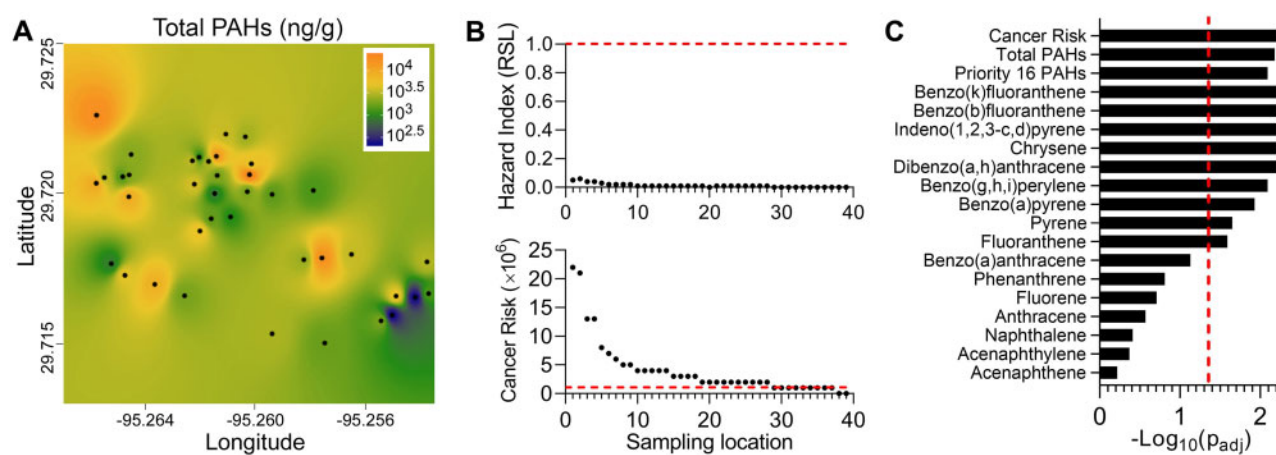 A
Total PAHs (ng/g)
10^4
10^3.5
10^3
10^2.5
29.725
29.720
29.715
Latitude
-95.264
-95.260
-95.256
Longitude
B
Hazard Index (RSL)
1.0
0.8
0.6
0.4
0.2
0.0
0
10
20
30
40
Cancer Risk (×10^6)
25
20
15
10
5
0
0
10
20
30
40
Sampling location
C
Cancer Risk
Total PAHs
Priority 16 PAHs
Benzo(k)fluoranthene
Benzo(b)fluoranthene
Indeno(1,2,3-c,d)pyrene
Chrysene
Dibenzo(a,h)anthracene
Benzo(g,h,i)perylene
Benzo(a)pyrene
Pyrene
Fluoranthene
Benzo(a)anthracene
Phenanthrene
Fluorene
Anthracene
Naphthalene
Acenaphthylene
Acenaphthene
0
1
2
-Log10(padj)